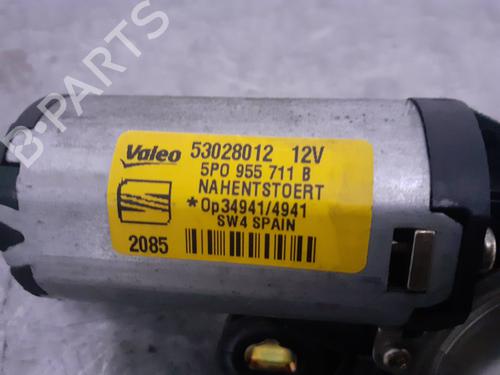 Valeo 53028012 12V
5P0 955 711 B
NAHENTSTOERT
*Op34941/4941
SW4 SPAIN
2085
B-PARTS